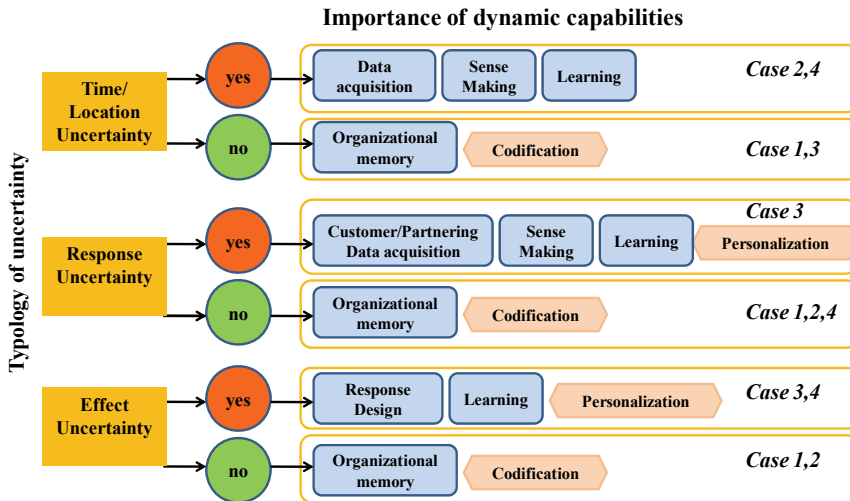 Importance of dynamic capabilities
Typology of uncertainty
Time/
Location
Uncertainty
yes
Data
acquisition
Sense
Making
Learning
Case 2,4
no
Organizational
memory
Codification
Case 1,3
Response
Uncertainty
yes
Customer/Partnering
Data acquisition
Sense
Making
Learning
Personalization
Case 3
no
Organizational
memory
Codification
Case 1,2,4
Effect
Uncertainty
yes
Response
Design
Learning
Personalization
Case 3,4
no
Organizational
memory
Codification
Case 1,2